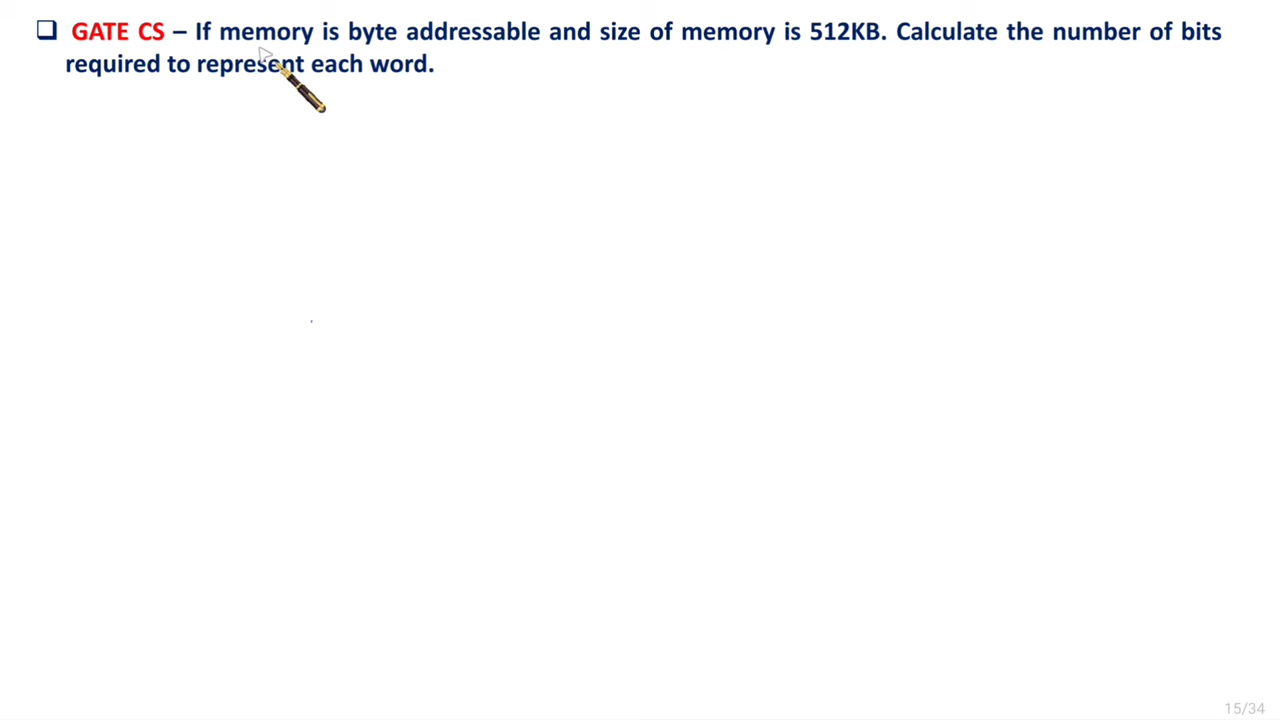 ❑ GATE CS – If memory is byte addressable and size of memory is 512KB. Calculate the number of bits
required to represent each word.
15/34